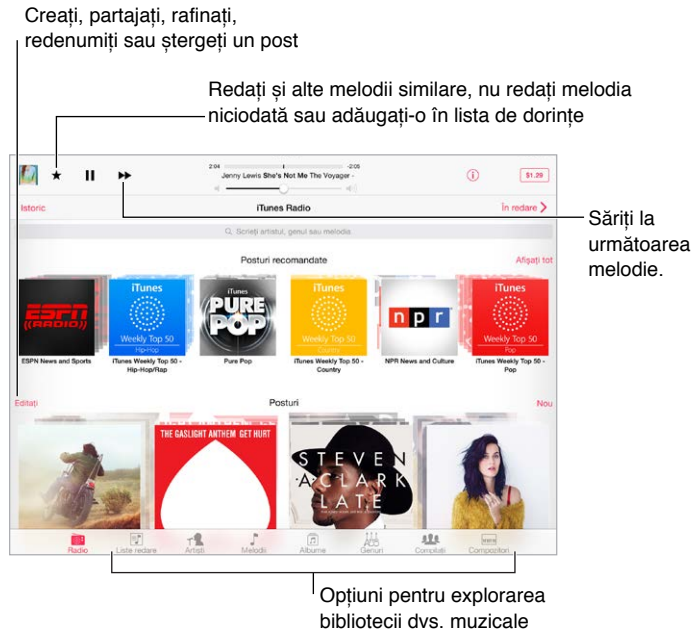 Creați, partajați, rafinați,
redenumiți sau ștergeți un post
Redați și alte melodii similare, nu redați melodia
niciodată sau adăugați-o în lista de dorințe
2:04 -2:05
Jenny Lewis She's Not Me The Voyager -
$1.29
Istoric iTunes Radio În redare
Scrieți artistul, genul sau melodia.
Săriți la
următoarea
melodie.
Posturi recomandate Afișați tot
ESPN ((RADIO))
iTunes Weekly Top 50 Hip-Hop
iTunes PURE POP
iTunes Weekly Top 50 Country
npr
iTunes Weekly Top 50 Pop
ESPN News and Sports iTunes Weekly Top 50 - Pure Pop iTunes Weekly Top 50 - NPR News and Culture iTunes Weekly Top 50 -
Hip-Hop/Rap Country Pop
Editați Posturi Nou
THE GASLIGHT ANTHEM GET HURT
STEVEN
A CLARK
LATE
Radio Liste redare Artiști Melodii Albume Genuri Compilații Compozitori
Opțiuni pentru explorarea
bibliotecii dvs. muzicale